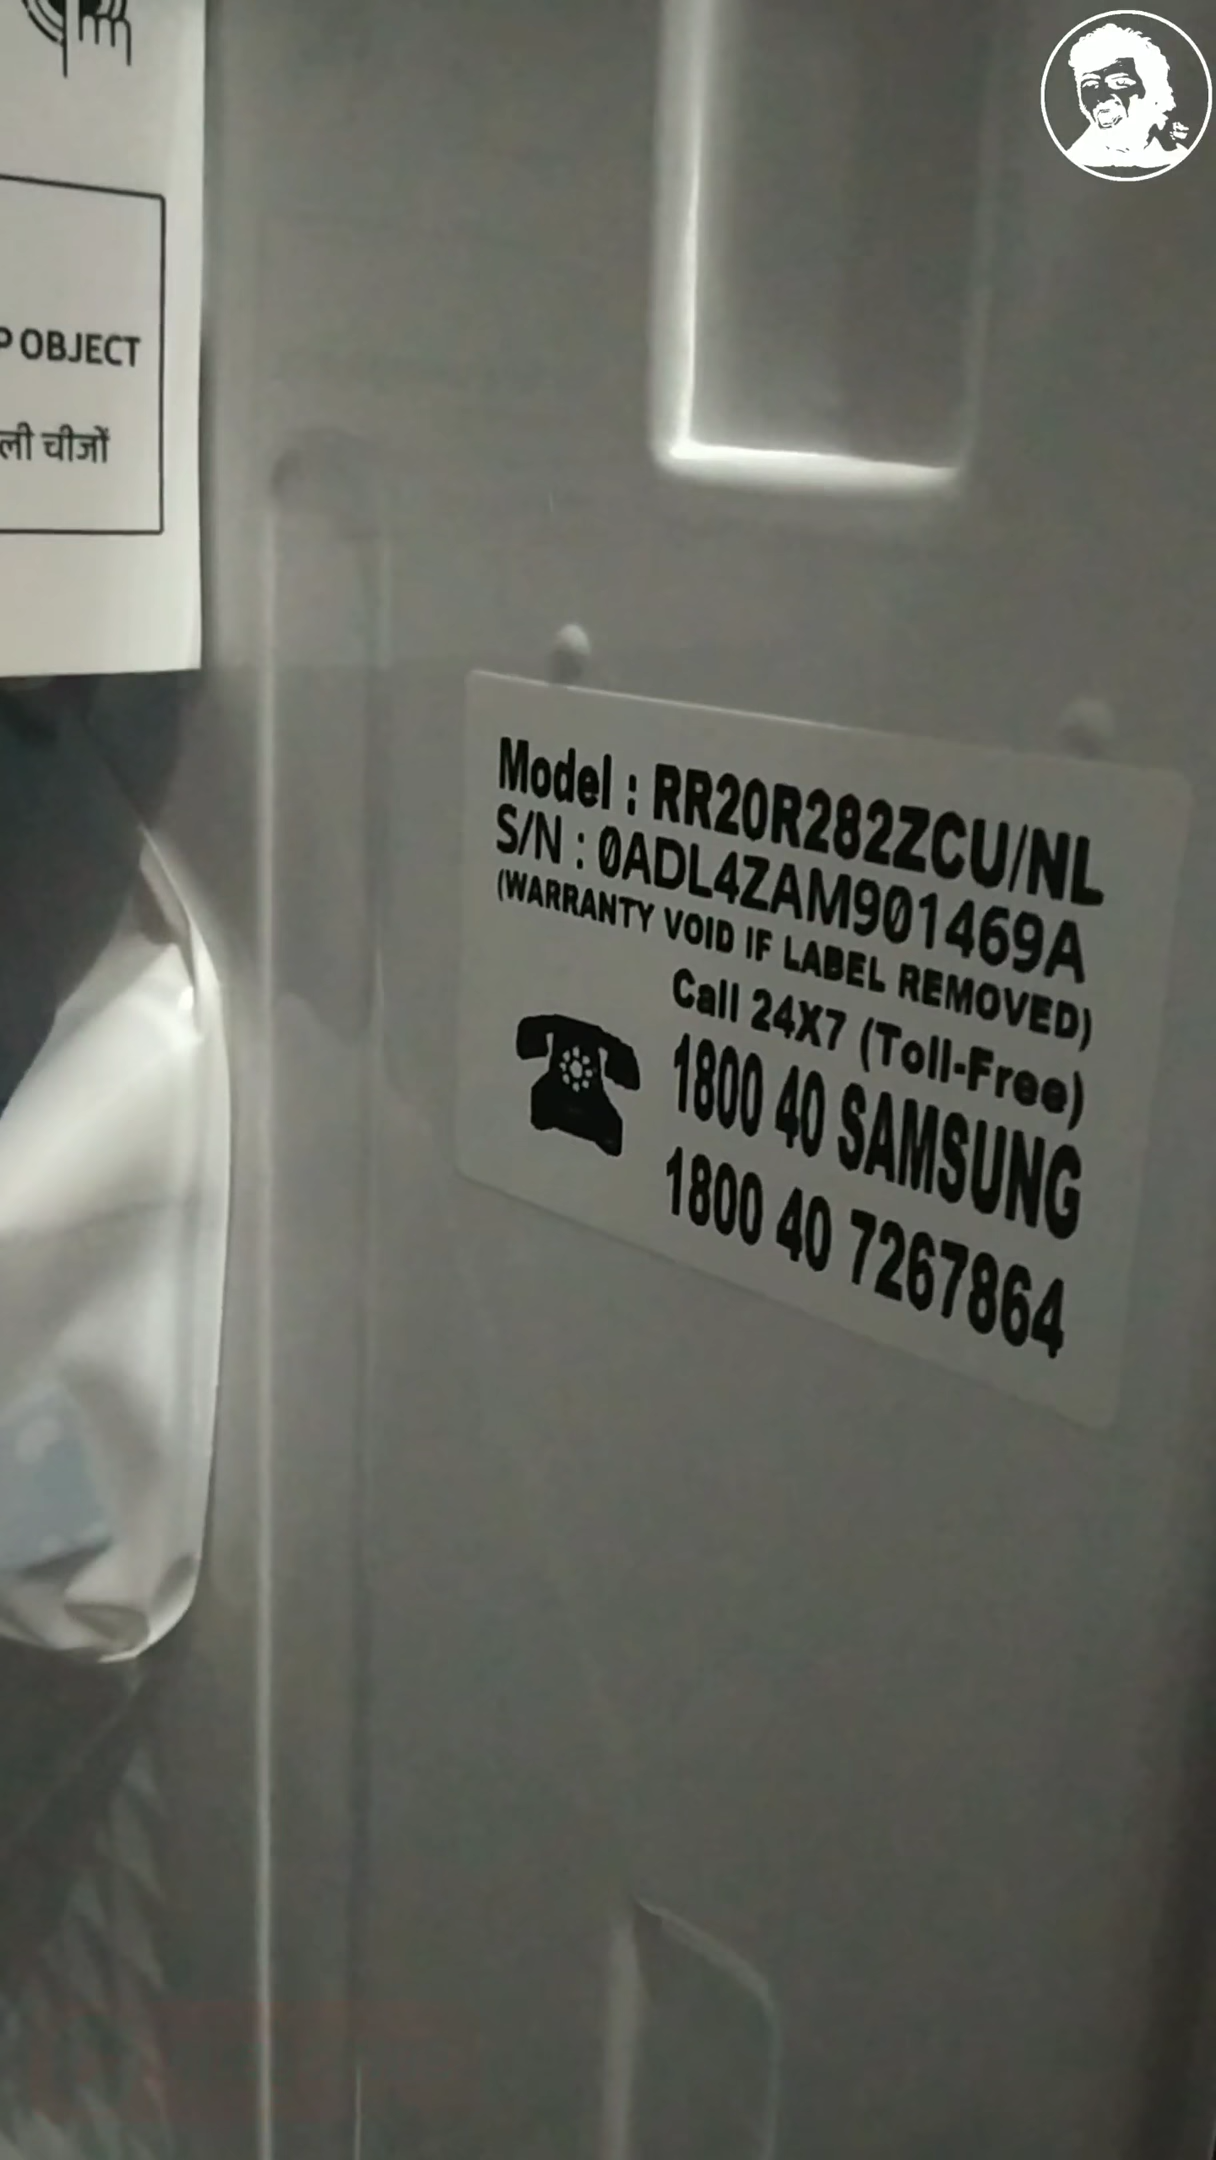 P OBJECT
ली चीजों
Model : RR20R282ZCU/NL
S/N : 0ADL4ZAM901469A
(WARRANTY VOID IF LABEL REMOVED)
Call 24X7 (Toll-Free)
1800 40 SAMSUNG
1800 40 7267864